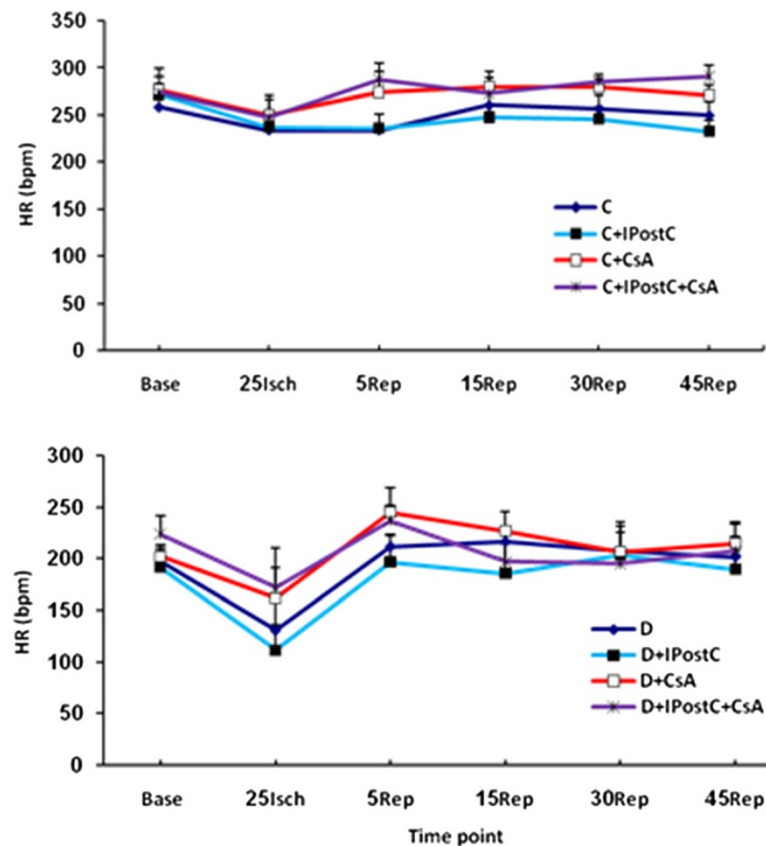 350
300
250
200
150
100
50
0
HR (bpm)
C
C+IPostC
C+CsA
C+IPostC+CsA
Base 25Isch 5Rep 15Rep 30Rep 45Rep
300
250
200
150
100
50
0
HR (bpm)
D
D+IPostC
D+CsA
D+IPostC+CsA
Base 25Isch 5Rep 15Rep 30Rep 45Rep
Time point